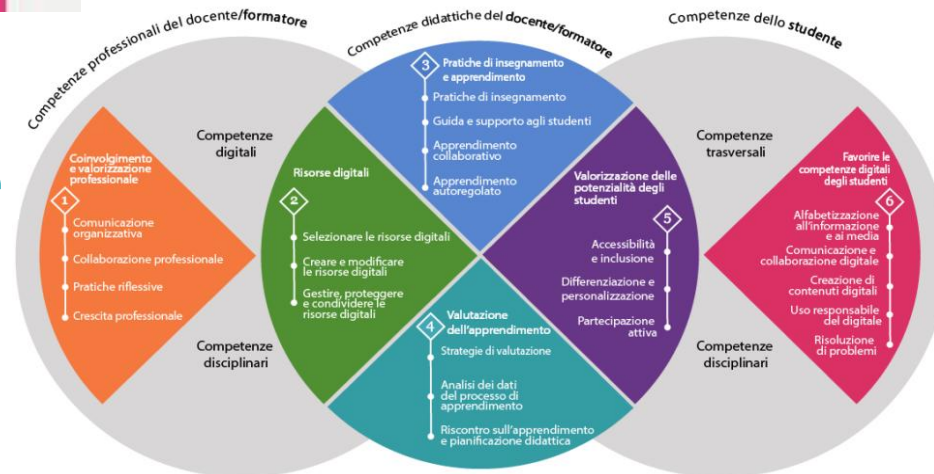 Competenze professionali del docente/formatore
Competenze didattiche del docente/formatore
Competenze dello studente
Competenze
digitali
Competenze
disciplinari
Coinvolgimento
e valorizzazione
professionale
1
Comunicazione
organizzativa
Collaborazione professionale
Pratiche riflessive
Crescita professionale
Risorse digitali
2
Selezionare le risorse digitali
Creare e modificare
le risorse digitali
Gestire, proteggere
e condividere le
risorse digitali
3
Pratiche di insegnamento
e apprendimento
Pratiche di insegnamento
Guida e supporto agli studenti
Apprendimento
collaborativo
Apprendimento
autoregolato
4
Valutazione
dell'apprendimento
Strategie di valutazione
Analisi dei dati
del processo di
apprendimento
Riscontro sull'apprendimento
e pianificazione didattica
Valorizzazione delle
potenzialità degli
studenti
5
Accessibilità
e inclusione
Differenziazione e
personalizzazione
Partecipazione
attiva
Competenze
trasversali
Competenze
disciplinari
Favorire le
competenze digitali
degli studenti
6
Alfabetizzazione
all'informazione
e ai media
Comunicazione e
collaborazione digitale
Creazione di
contenuti digitali
Uso responsabile
del digitale
Risoluzione
di problemi